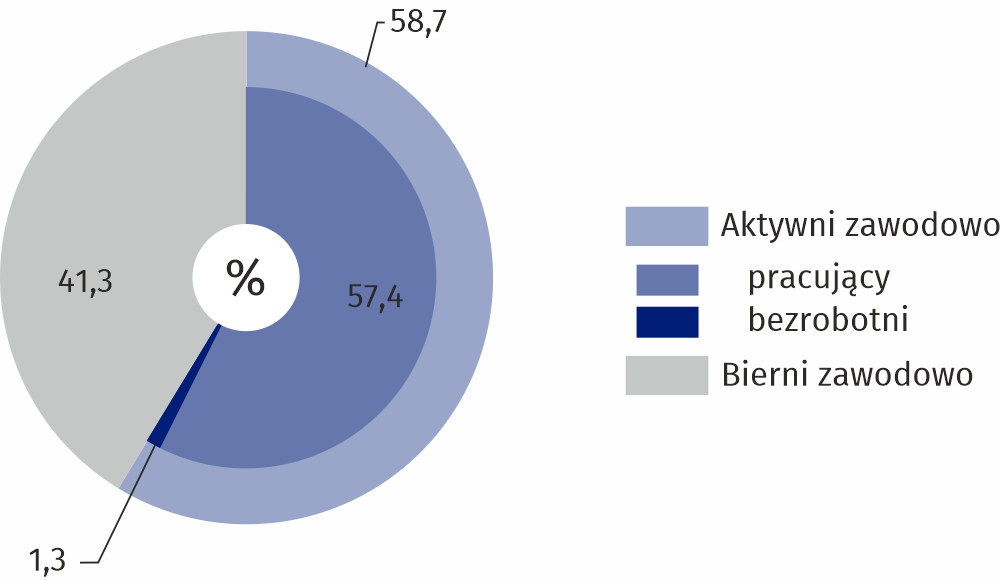 58,7
41,3
%
57,4
1,3
Aktywni zawodowo
pracujący
bezrobotni
Bierni zawodowo